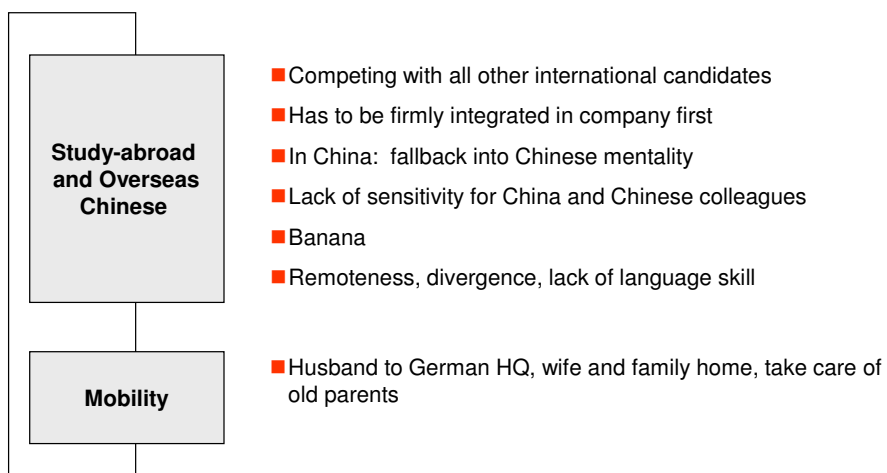 Study-abroad
and Overseas
Chinese
Competing with all other international candidates
Has to be firmly integrated in company first
In China: fallback into Chinese mentality
Lack of sensitivity for China and Chinese colleagues
Banana
Remoteness, divergence, lack of language skill
Mobility
Husband to German HQ, wife and family home, take care of
old parents